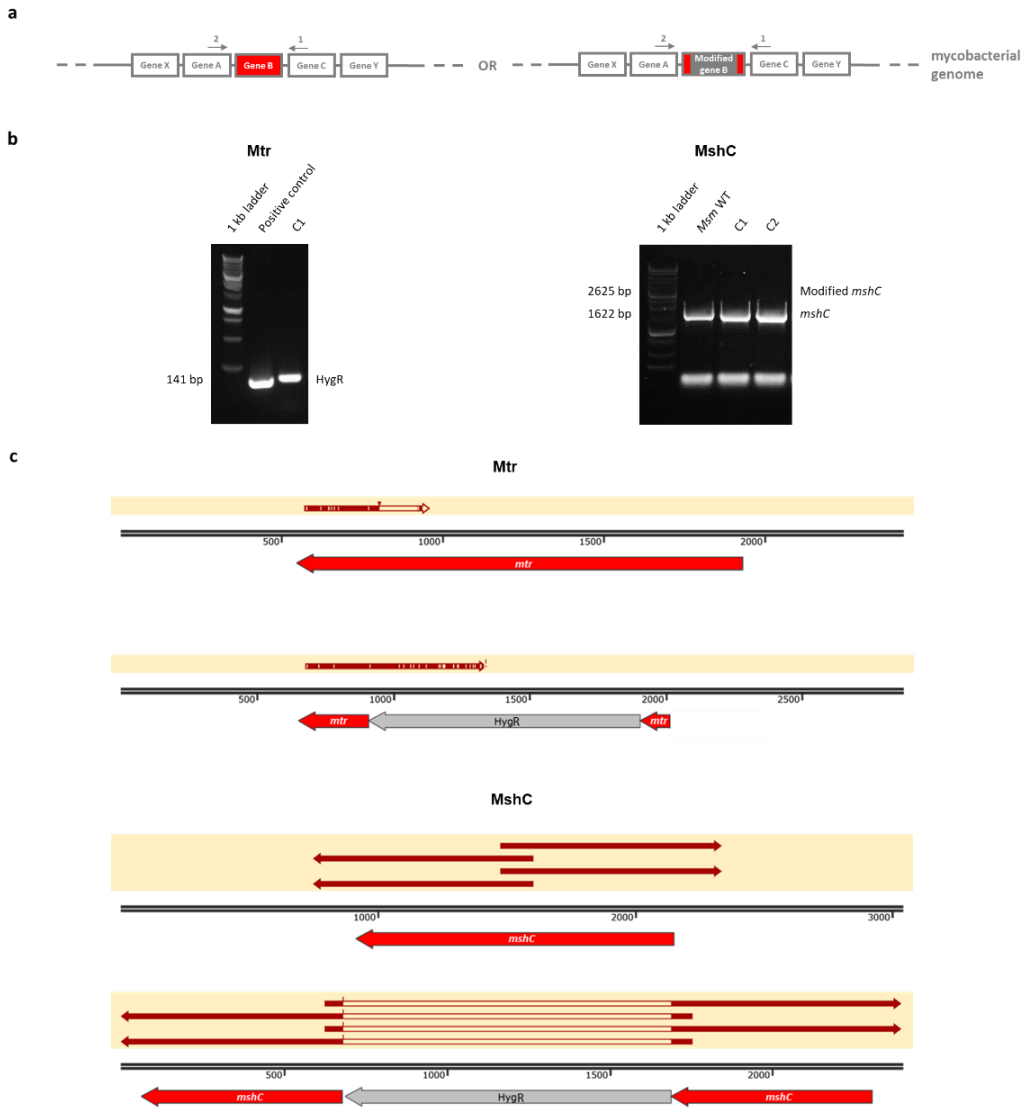 a
2 1 2 1
Gene X Gene A Gene B Gene C Gene Y OR Gene X Gene A Modified gene B Gene C Gene Y mycobacterial genome
b
Mtr
1 kb ladder
Positive control
C1
141 bp
HygR
MshC
1 kb ladder
Msm WT
C1
C2
2625 bp
1622 bp
Modified mshC
mshC
c
Mtr
500 1000 1500 2000
mtr
500 1000 1500 2000 2500
mtr HygR mtr
MshC
1000 2000 3000
mshC
500 1000 1500 2000
mshC HygR mshC